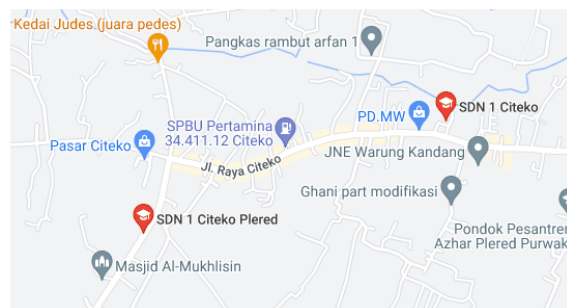 Kedai Judes (juara pedes)
Pangkas rambut arfan 1
SDN 1 Citeko
PD.MW
SPBU Pertamina
34.411.12 Citeko
Pasar Citeko
JNE Warung Kandang
Jl. Raya Citeko
Ghani part modifikasi
SDN 1 Citeko Plered
Pondok Pesantren
Azhar Plered Purwak
Masjid Al-Mukhlisin